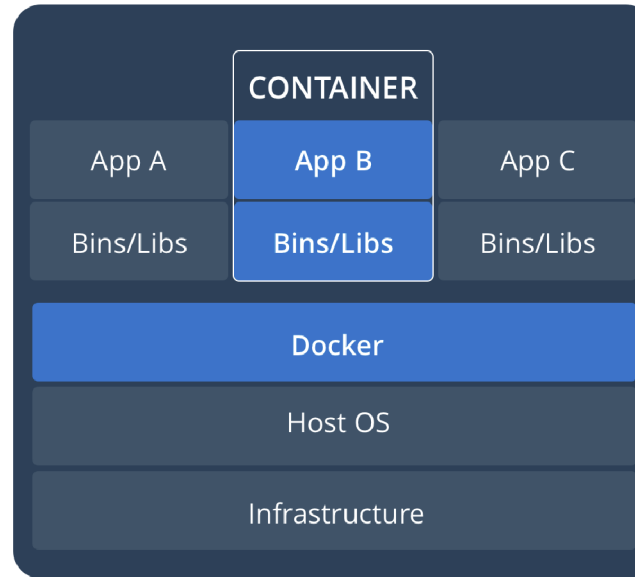 CONTAINER
App A App B App C
Bins/Libs Bins/Libs Bins/Libs
Docker
Host OS
Infrastructure